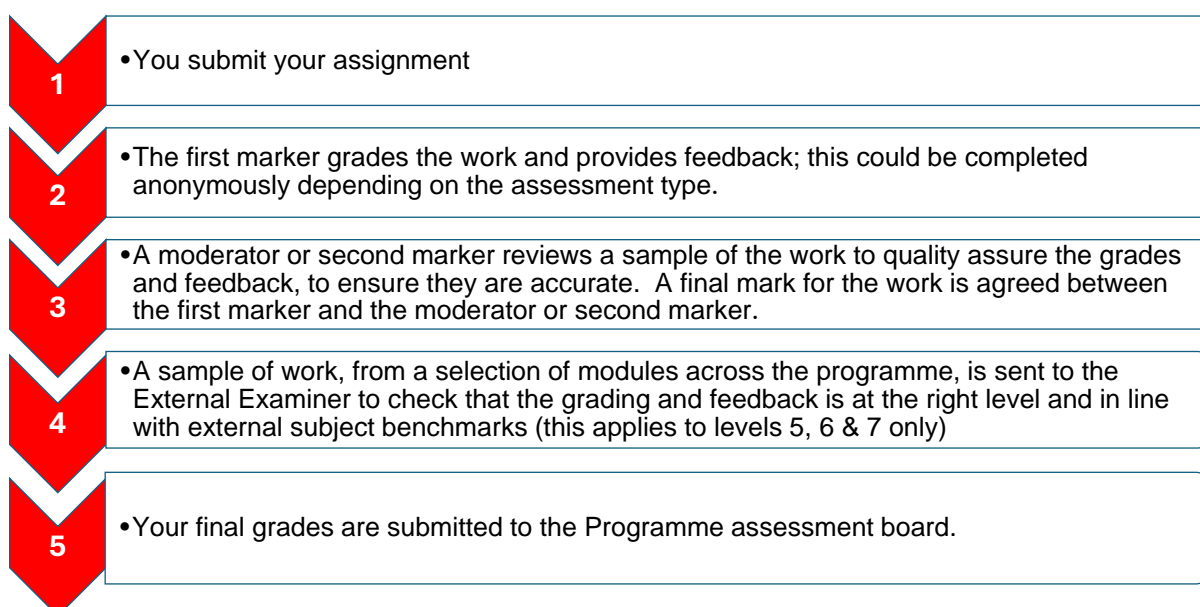 1
•You submit your assignment
2
•The first marker grades the work and provides feedback; this could be completed
anonymously depending on the assessment type.
3
•A moderator or second marker reviews a sample of the work to quality assure the grades
and feedback, to ensure they are accurate.  A final mark for the work is agreed between
the first marker and the moderator or second marker.
4
•A sample of work, from a selection of modules across the programme, is sent to the
External Examiner to check that the grading and feedback is at the right level and in line
with external subject benchmarks (this applies to levels 5, 6 & 7 only)
5
•Your final grades are submitted to the Programme assessment board.